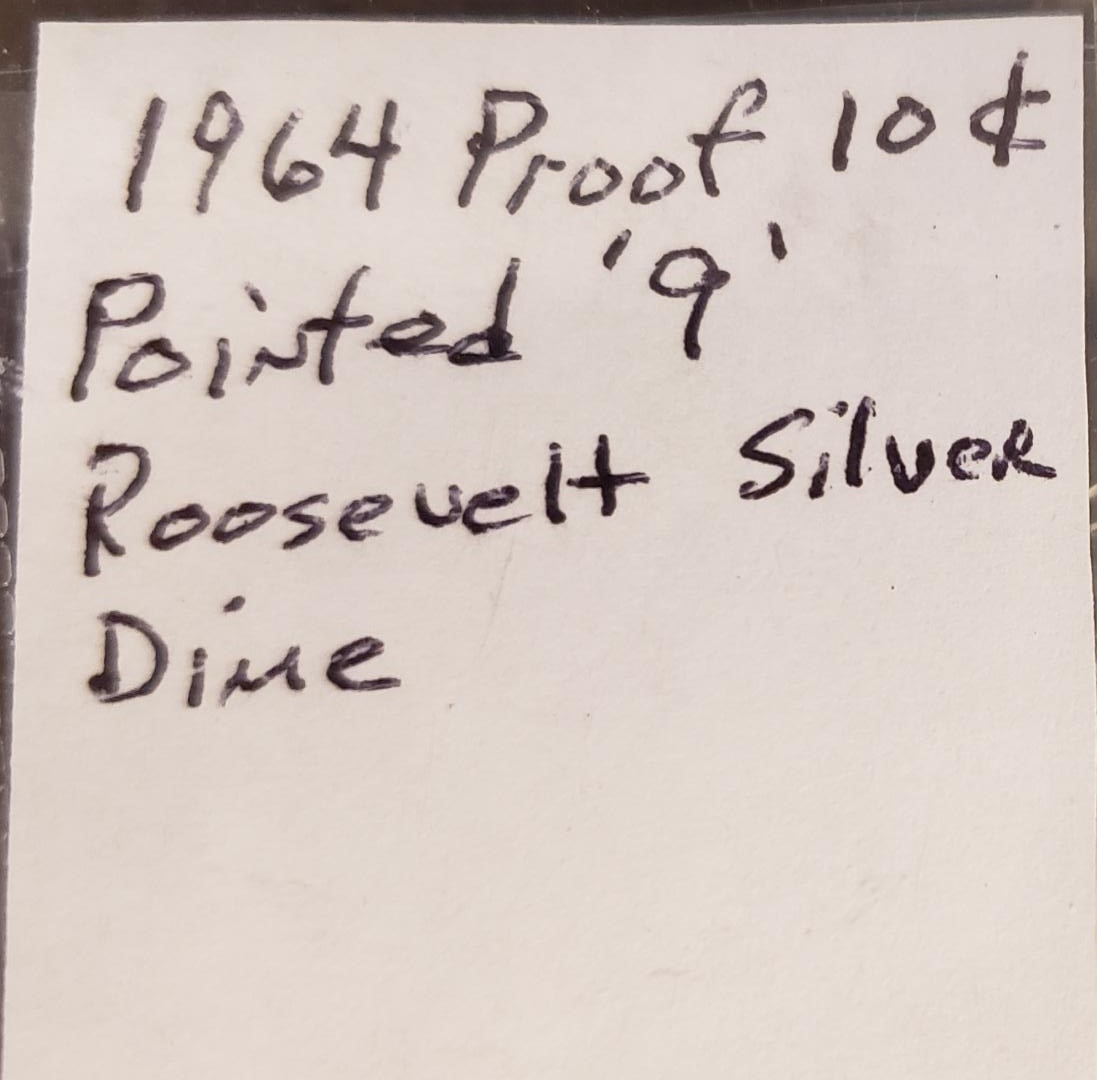 1964 Proof 10¢
Pointed '9'
Roosevelt Silver
Dime